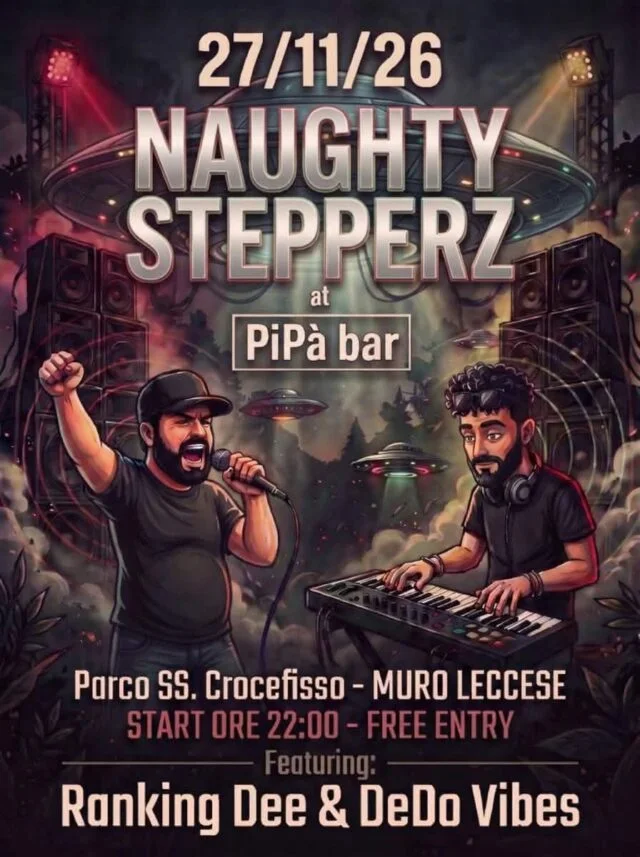 27/11/26
NAUGHTY
STEPPERZ
at
PiPà bar
Parco SS. Crocefisso - MURO LECCESE
START ORE 22:00 - FREE ENTRY
Featuring:
Ranking Dee & DeDo Vibes